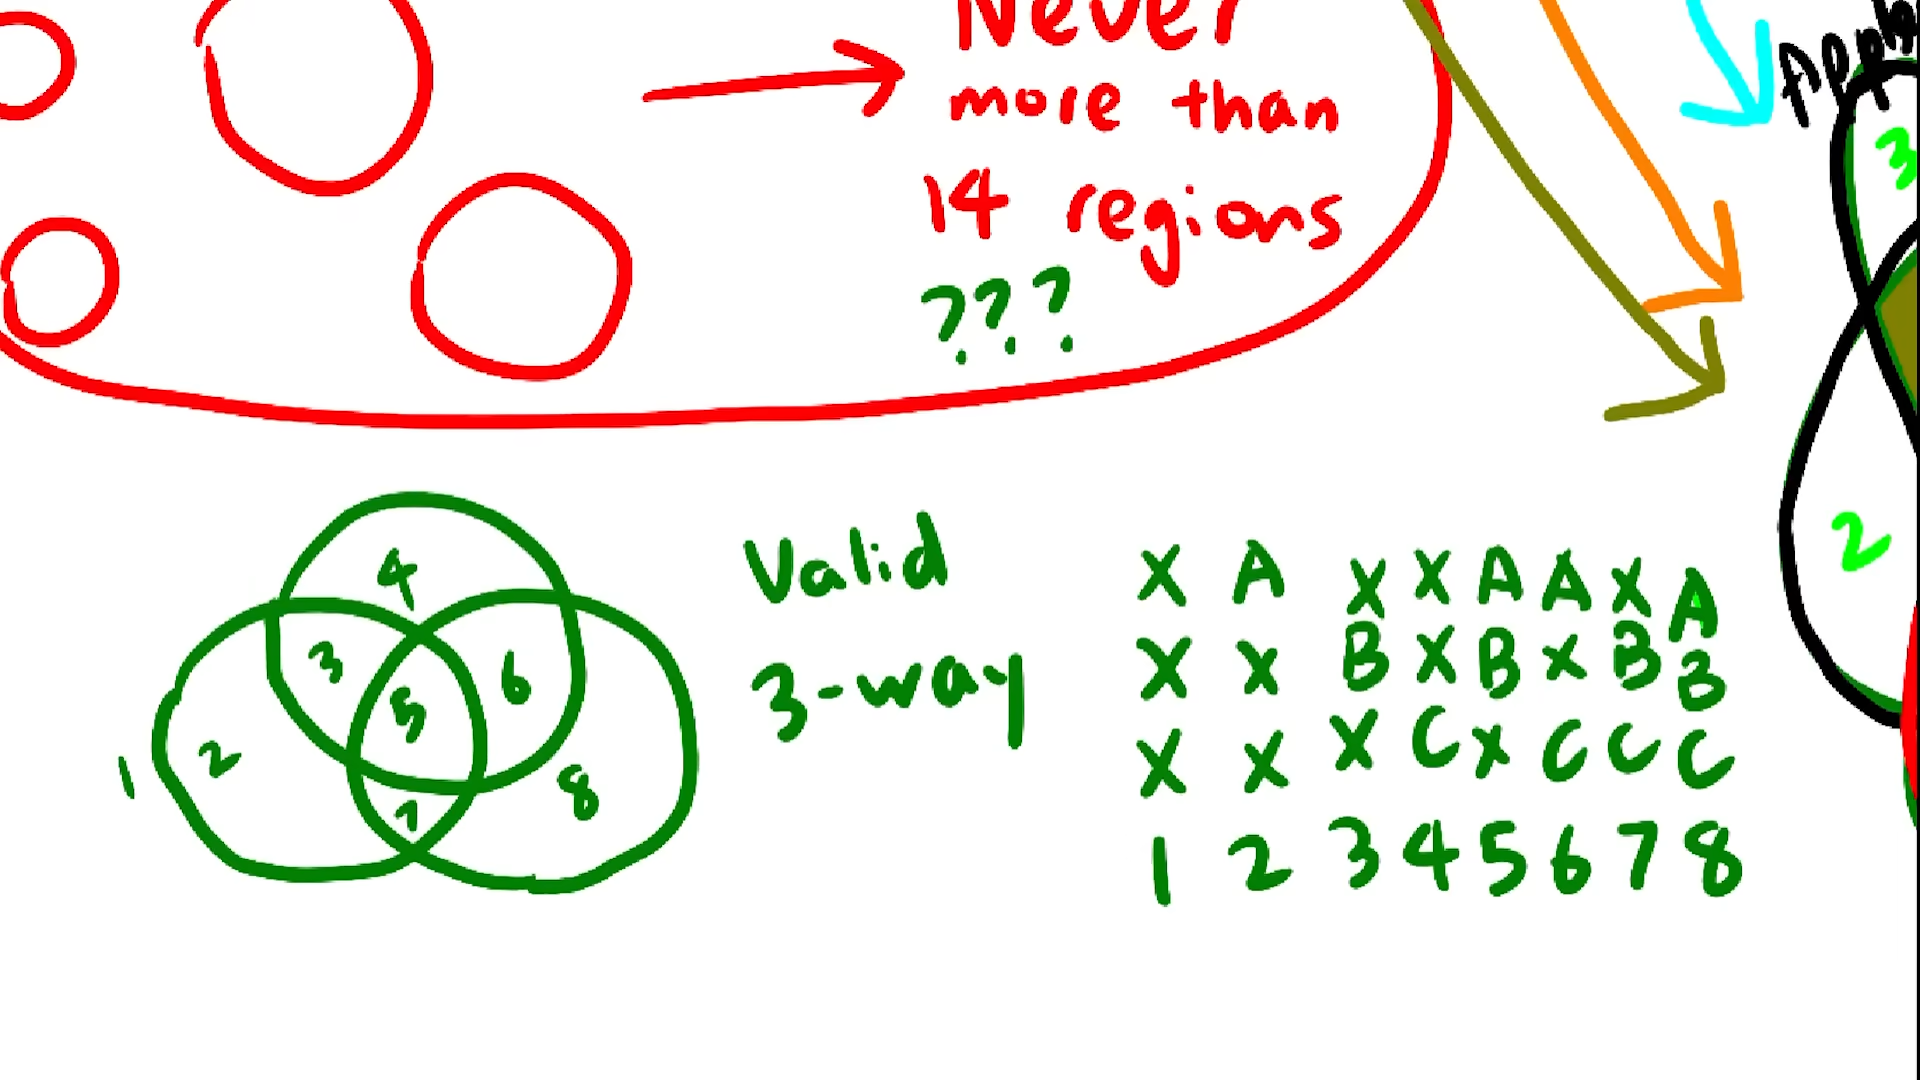 Never
more than
14 regions
???
3
2
4
3
6
5
2
1
8
7
Valid
3-way
X A X X A A X A
X X B X B X B B
X X X C X C C C
1 2 3 4 5 6 7 8